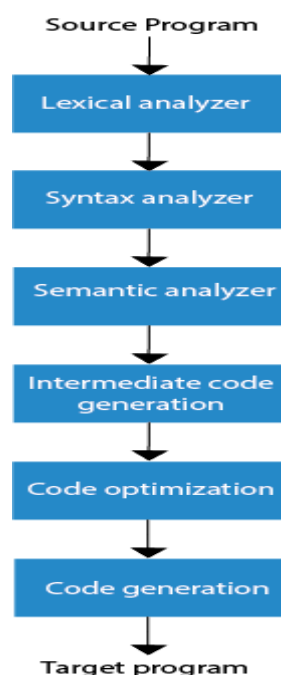 Source Program
Lexical analyzer
Syntax analyzer
Semantic analyzer
Intermediate code
generation
Code optimization
Code generation
Target program